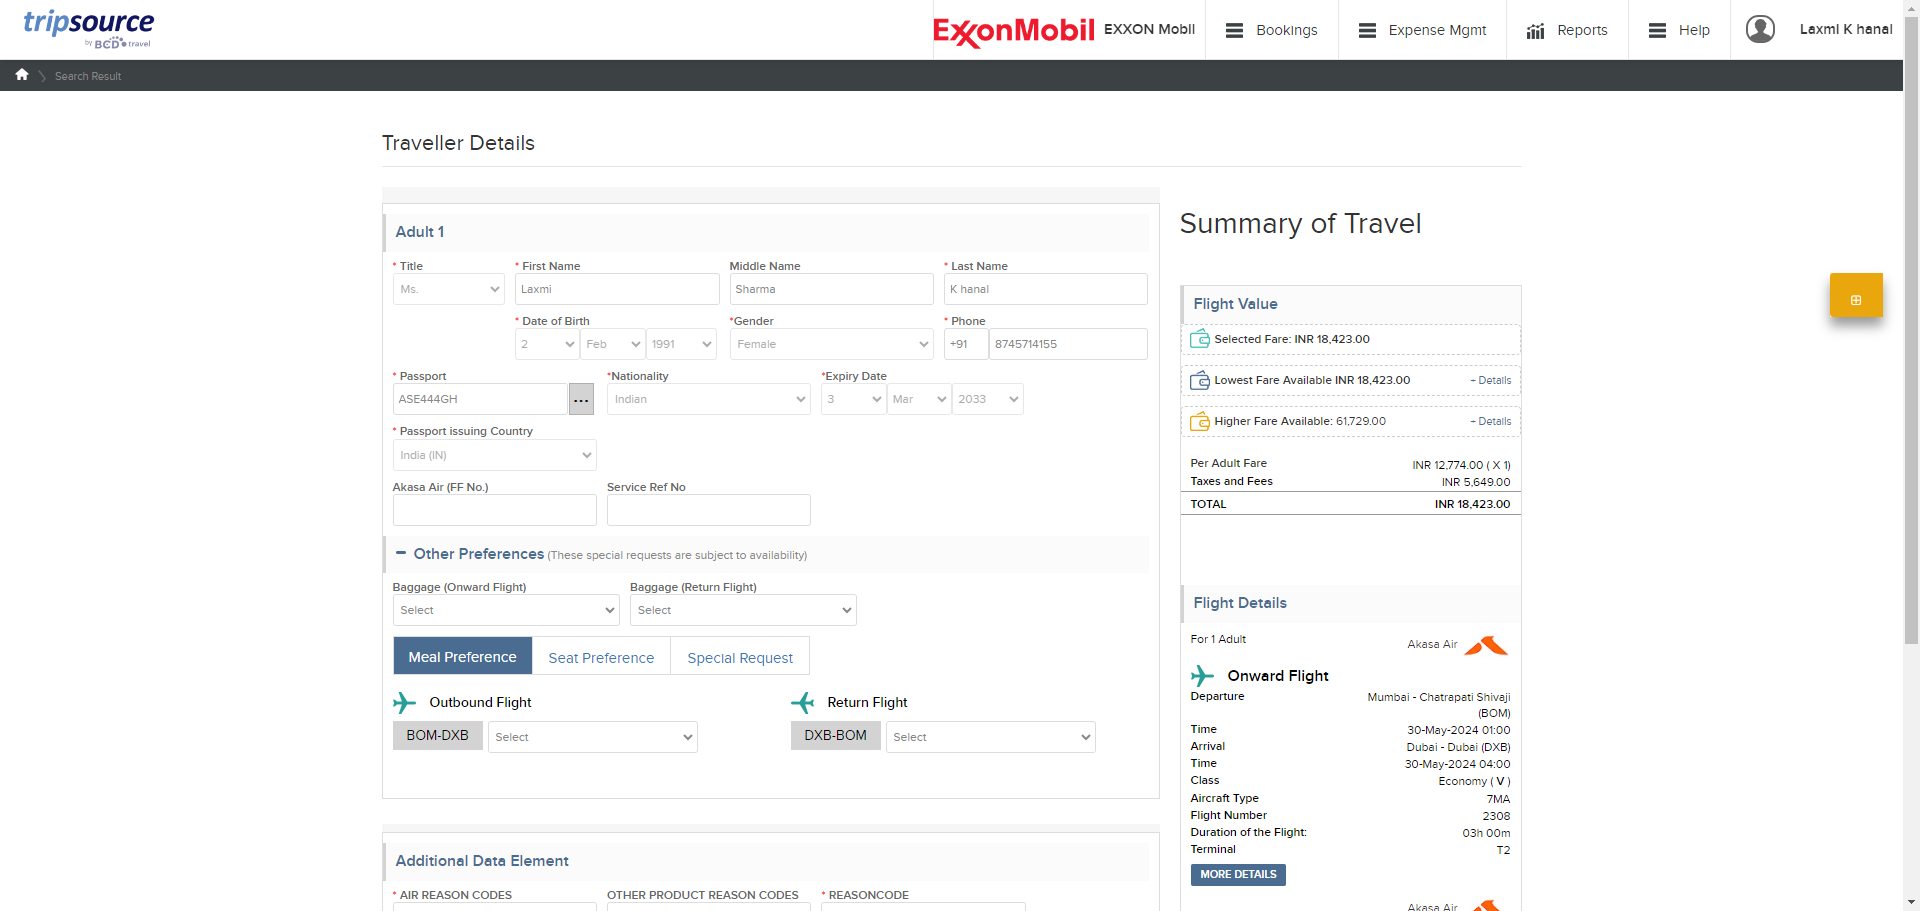 tripsource
by BCD travel
ExxonMobil EXXON Mobil
Bookings
Expense Mgmt
Reports
Help
Laxmi K hanal
Search Result
Traveller Details
Adult 1
* Title
* First Name
Middle Name
* Last Name
Ms.
Laxmi
Sharma
K hanal
* Date of Birth
*Gender
* Phone
2
Feb
1991
Female
+91
8745714155
* Passport
*Nationality
*Expiry Date
ASE444GH
...
Indian
3
Mar
2033
* Passport issuing Country
India (IN)
Akasa Air (FF No.)
Service Ref No
Other Preferences (These special requests are subject to availability)
Baggage (Onward Flight)
Baggage (Return Flight)
Select
Select
Meal Preference
Seat Preference
Special Request
Outbound Flight
Return Flight
BOM-DXB
Select
DXB-BOM
Select
Additional Data Element
* AIR REASON CODES
OTHER PRODUCT REASON CODES
* REASONCODE
Summary of Travel
Flight Value
Selected Fare: INR 18,423.00
Lowest Fare Available INR 18,423.00
+ Details
Higher Fare Available: 61,729.00
+ Details
Per Adult Fare
INR 12,774.00 ( X 1)
Taxes and Fees
INR 5,649.00
TOTAL
INR 18,423.00
Flight Details
For 1 Adult
Akasa Air
Onward Flight
Departure
Mumbai - Chatrapati Shivaji
(BOM)
Time
30-May-2024 01:00
Arrival
Dubai - Dubai (DXB)
Time
30-May-2024 04:00
Class
Economy ( V )
Aircraft Type
7MA
Flight Number
2308
Duration of the Flight:
03h 00m
Terminal
T2
MORE DETAILS
Akasa Air